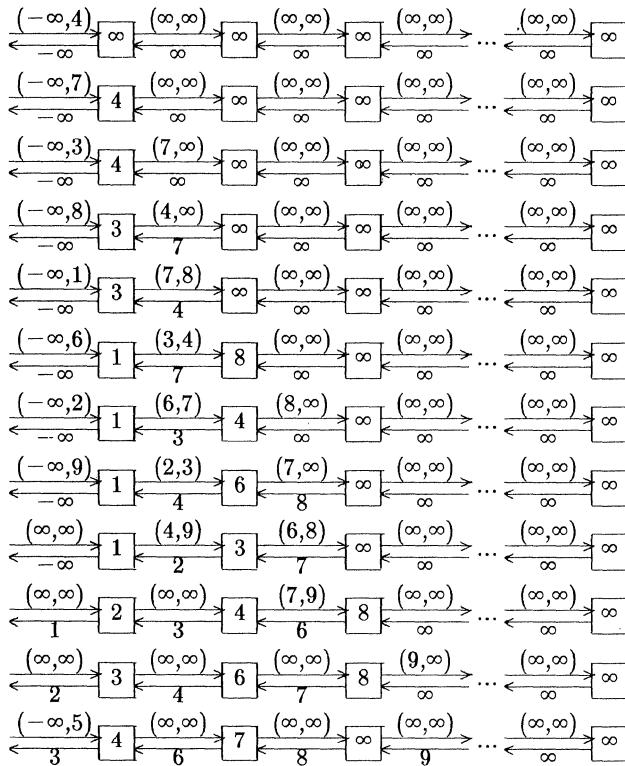 (−∞,4) (∞,∞) (∞,∞) (∞,∞) (∞,∞)
∞ ∞ ∞ ... ∞
−∞ ∞ ∞ ∞ ∞
(−∞,7) (∞,∞) (∞,∞) (∞,∞) (∞,∞)
4 ∞ ∞ ... ∞
−∞ ∞ ∞ ∞ ∞
(−∞,3) (7,∞) (∞,∞) (∞,∞) (∞,∞)
4 ∞ ∞ ... ∞
−∞ ∞ ∞ ∞ ∞
(−∞,8) (4,∞) (∞,∞) (∞,∞) (∞,∞)
3 ∞ ∞ ... ∞
−∞ 7 ∞ ∞ ∞
(−∞,1) (7,8) (∞,∞) (∞,∞) (∞,∞)
3 ∞ ∞ ... ∞
−∞ 4 ∞ ∞ ∞
(−∞,6) (3,4) (∞,∞) (∞,∞) (∞,∞)
1 8 ∞ ... ∞
−∞ 7 ∞ ∞ ∞
(−∞,2) (6,7) (8,∞) (∞,∞) (∞,∞)
1 4 ∞ ... ∞
−∞ 3 ∞ ∞ ∞
(−∞,9) (2,3) (7,∞) (∞,∞) (∞,∞)
1 6 ∞ ... ∞
−∞ 4 8 ∞ ∞
(∞,∞) (4,9) (6,8) (∞,∞) (∞,∞)
1 3 ∞ ... ∞
−∞ 2 7 ∞ ∞
(∞,∞) (∞,∞) (7,9) (∞,∞) (∞,∞)
2 4 8 ... ∞
1 3 6 ∞ ∞
(∞,∞) (∞,∞) (∞,∞) (9,∞) (∞,∞)
3 6 8 ... ∞
2 4 7 ∞ ∞
(−∞,5) (∞,∞) (∞,∞) (∞,∞) (∞,∞)
4 7 ∞ ... ∞
3 6 8 9 ∞